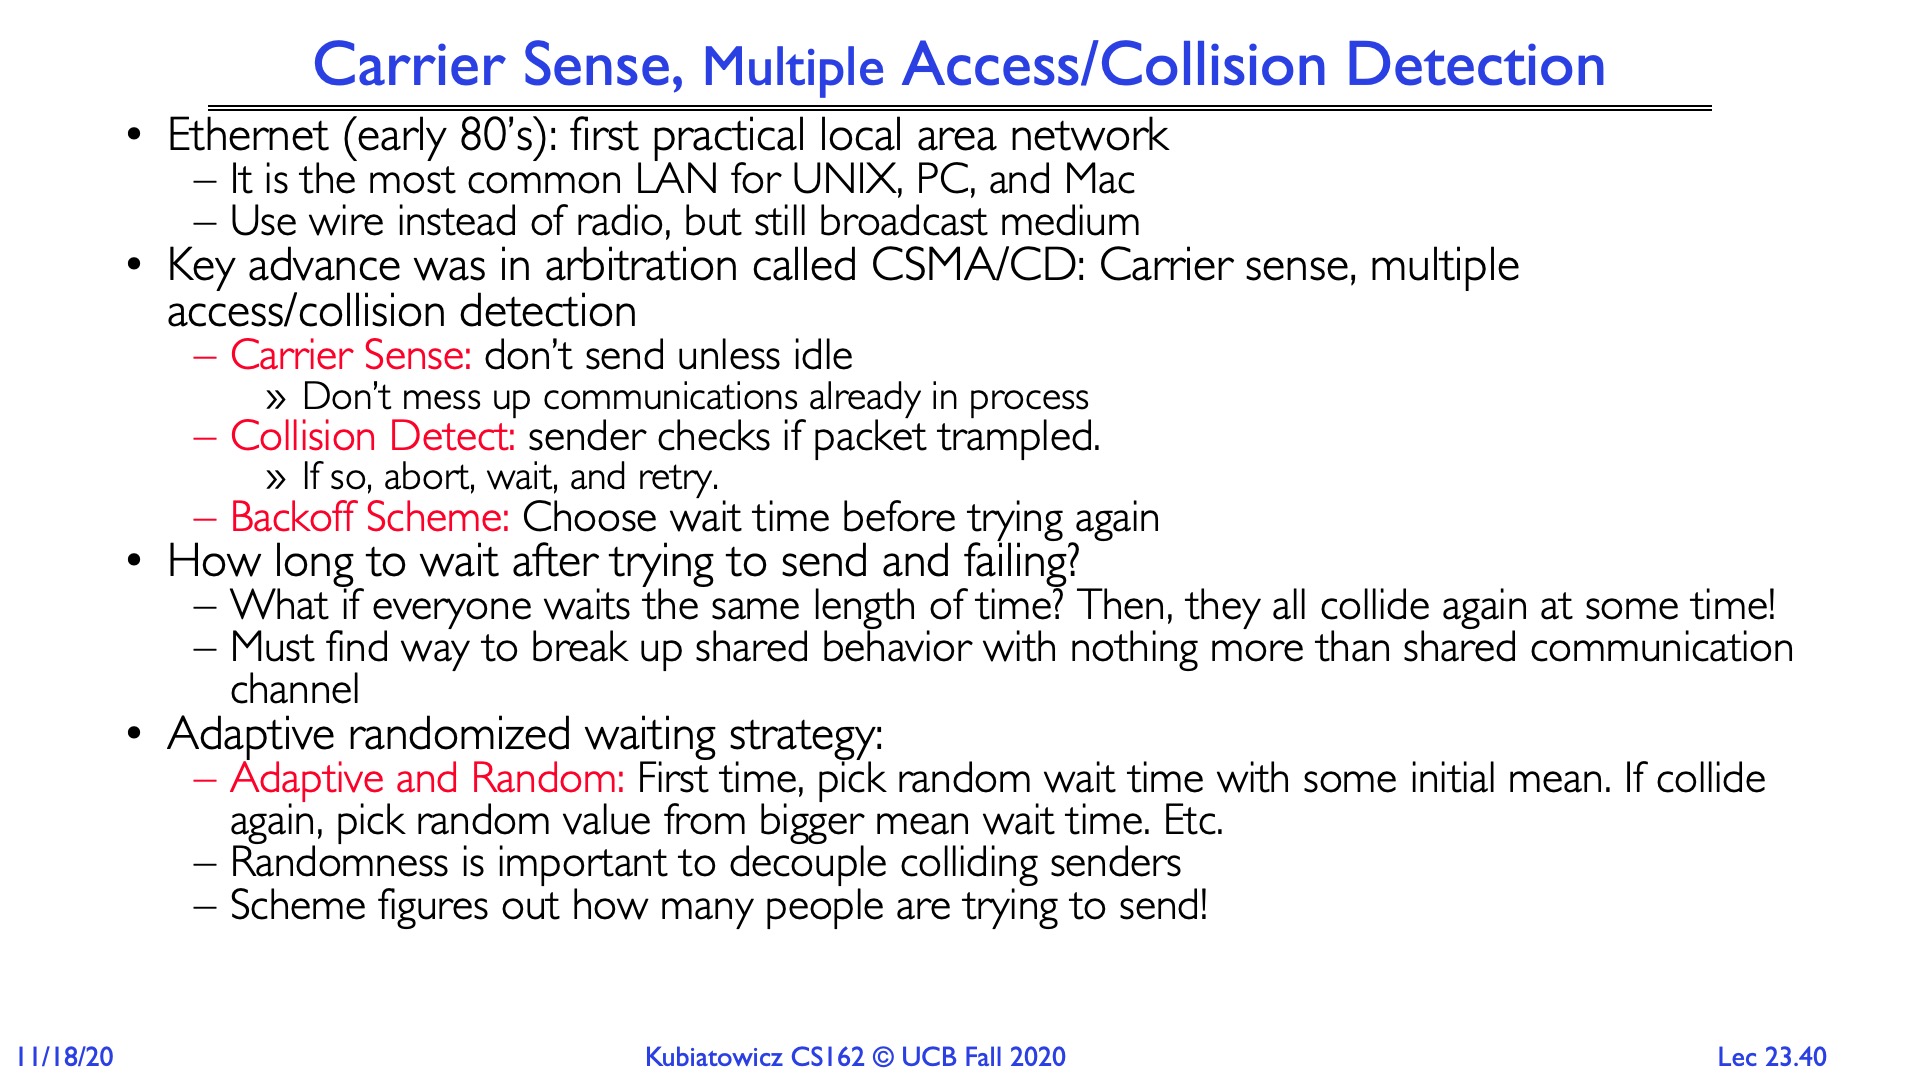 Carrier Sense, Multiple Access/Collision Detection
• Ethernet (early 80’s): first practical local area network
– It is the most common LAN for UNIX, PC, and Mac
– Use wire instead of radio, but still broadcast medium
• Key advance was in arbitration called CSMA/CD: Carrier sense, multiple
access/collision detection
– Carrier Sense: don’t send unless idle
» Don’t mess up communications already in process
– Collision Detect: sender checks if packet trampled.
» If so, abort, wait, and retry.
– Backoff Scheme: Choose wait time before trying again
• How long to wait after trying to send and failing?
– What if everyone waits the same length of time? Then, they all collide again at some time!
– Must find way to break up shared behavior with nothing more than shared communication
channel
• Adaptive randomized waiting strategy:
– Adaptive and Random: First time, pick random wait time with some initial mean. If collide
again, pick random value from bigger mean wait time. Etc.
– Randomness is important to decouple colliding senders
– Scheme figures out how many people are trying to send!
11/18/20
Kubiatowicz CS162 © UCB Fall 2020
Lec 23.40